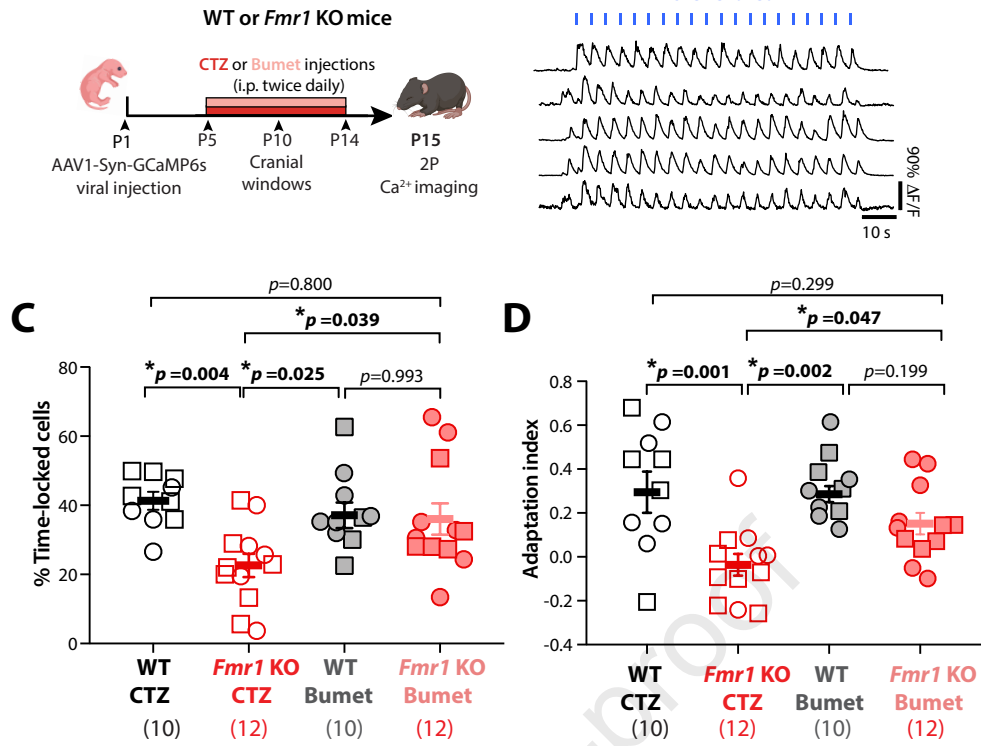 WT or Fmr1 KO mice
CTZ or Bumet injections
(i.p. twice daily)
P1
P5
P10
P14
P15
AAV1-Syn-GCaMP6s
viral injection
Cranial
windows
2P
Ca²⁺ imaging
90% ΔF/F
10 s
C
p=0.800
*p=0.039
*p=0.004
*p=0.025
p=0.993
% Time-locked cells
80
60
40
20
0
WT
CTZ
(10)
Fmr1 KO
CTZ
(12)
WT
Bumet
(10)
Fmr1 KO
Bumet
(12)
D
p=0.299
*p=0.047
*p=0.001
*p=0.002
p=0.199
Adaptation index
0.8
0.6
0.4
0.2
0.0
-0.2
-0.4
WT
CTZ
(10)
Fmr1 KO
CTZ
(12)
WT
Bumet
(10)
Fmr1 KO
Bumet
(12)
proof